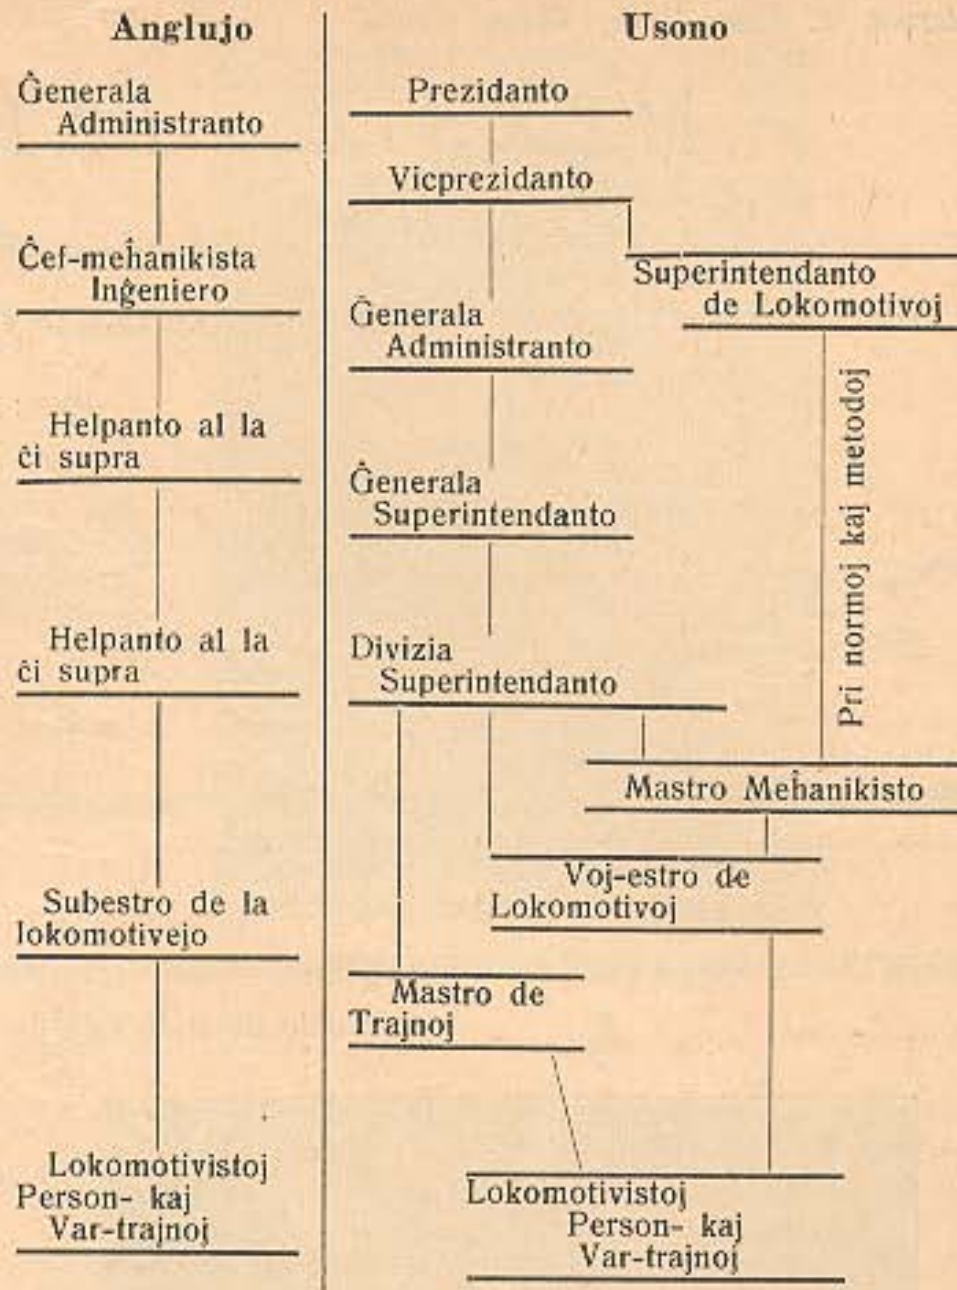 Anglujo
Ĝenerala
Administranto
Ĉef-meĥanikista
Inĝeniero
Helpanto al la
ĉi supra
Helpanto al la
ĉi supra
Subestro de la
lokomotivejo
Lokomotivistoj
Person- kaj
Var-trajnoj
Usono
Prezidanto
Vicprezidanto
Superintendanto
de Lokomotivoj
Ĝenerala
Administranto
Ĝenerala
Superintendanto
Pri normoj kaj metodoj
Divizia
Superintendanto
Mastro Meĥanikisto
Voj-estro de
Lokomotivoj
Mastro de
Trajnoj
Lokomotivistoj
Person- kaj
Var-trajnoj